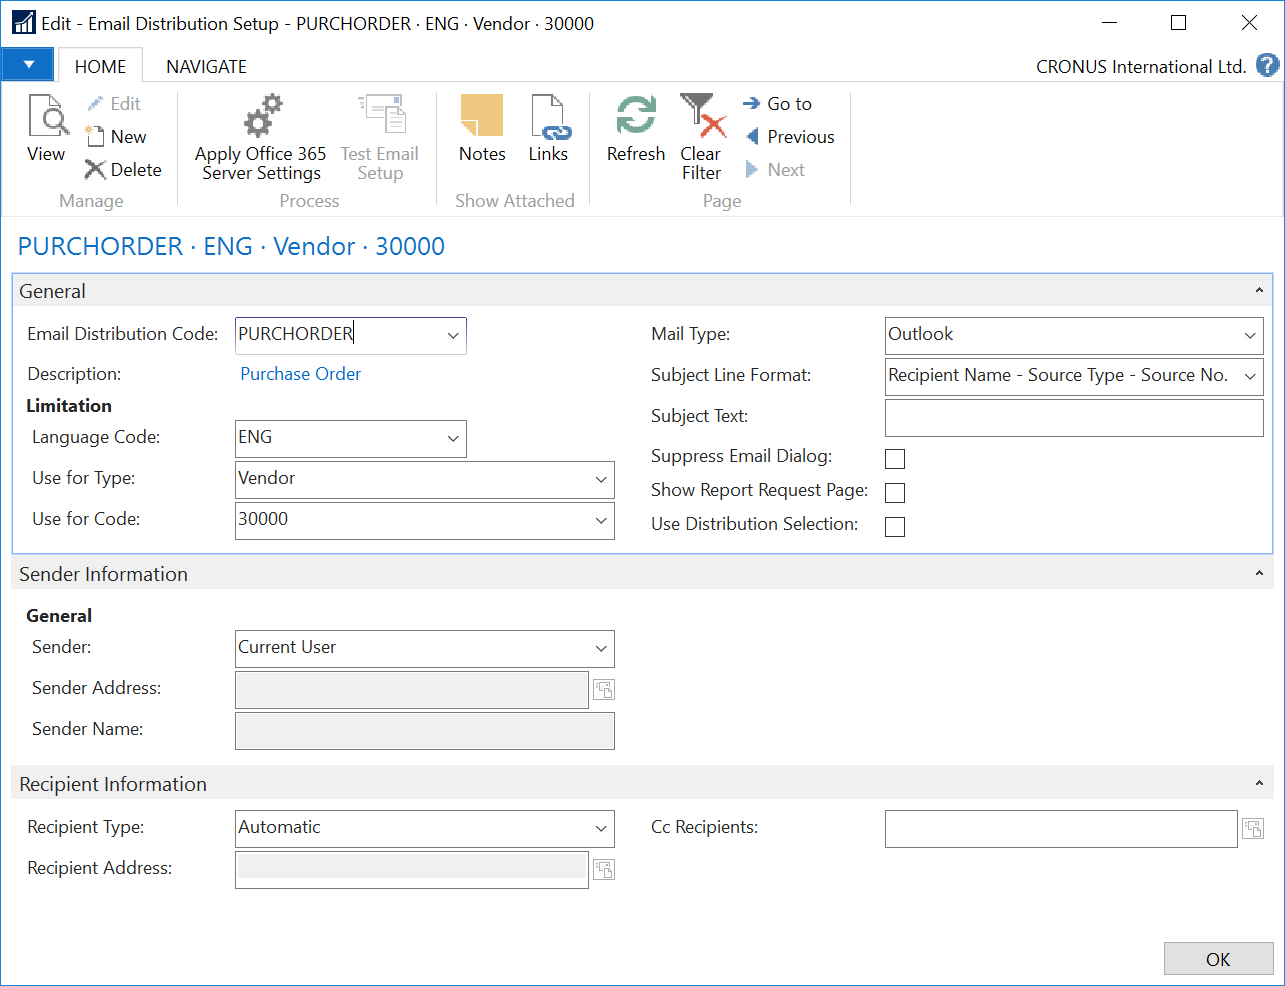 Edit - Email Distribution Setup - PURCHORDER · ENG · Vendor · 30000
HOME
NAVIGATE
CRONUS International Ltd.
?
View
Edit
New
Delete
Manage
Apply Office 365
Server Settings
Test Email
Setup
Process
Notes
Links
Show Attached
Refresh
Clear
Filter
Go to
Previous
Next
Page
PURCHORDER · ENG · Vendor · 30000
General
Email Distribution Code: PURCHORDER
Description: Purchase Order
Limitation
Language Code: ENG
Use for Type: Vendor
Use for Code: 30000
Mail Type: Outlook
Subject Line Format: Recipient Name - Source Type - Source No.
Subject Text:
Suppress Email Dialog:
Show Report Request Page:
Use Distribution Selection:
Sender Information
General
Sender: Current User
Sender Address:
Sender Name:
Recipient Information
Recipient Type: Automatic
Recipient Address:
Cc Recipients:
OK